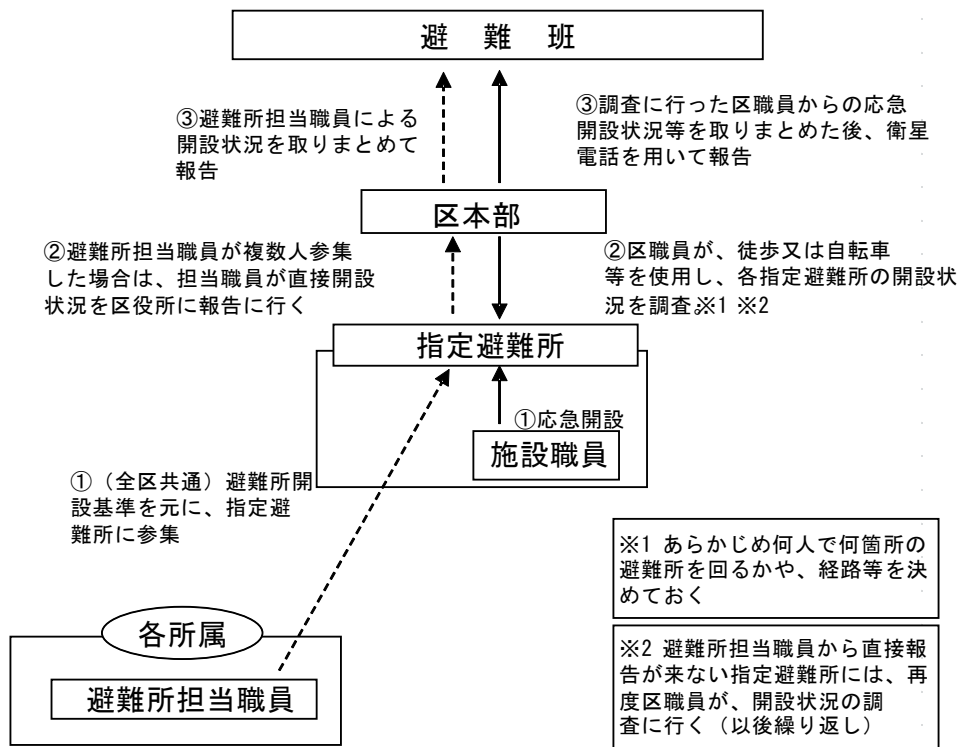 避 難 班
③避難所担当職員による
開設状況を取りまとめて
報告
③調査に行った区職員からの応急
開設状況等を取りまとめた後、衛星
電話を用いて報告
区本部
②避難所担当職員が複数人参集
した場合は、担当職員が直接開設
状況を区役所に報告に行く
②区職員が、徒歩又は自転車
等を使用し、各指定避難所の開設状
況を調査。※1 ※2
指定避難所
①応急開設
施設職員
①（全区共通）避難所開
設基準を元に、指定避
難所に参集
各所属
避難所担当職員
※1 あらかじめ何人で何箇所の
避難所を回るかや、経路等を決
めておく
※2 避難所担当職員から直接報
告が来ない指定避難所には、再
度区職員が、開設状況の調
査に行く（以後繰り返し）